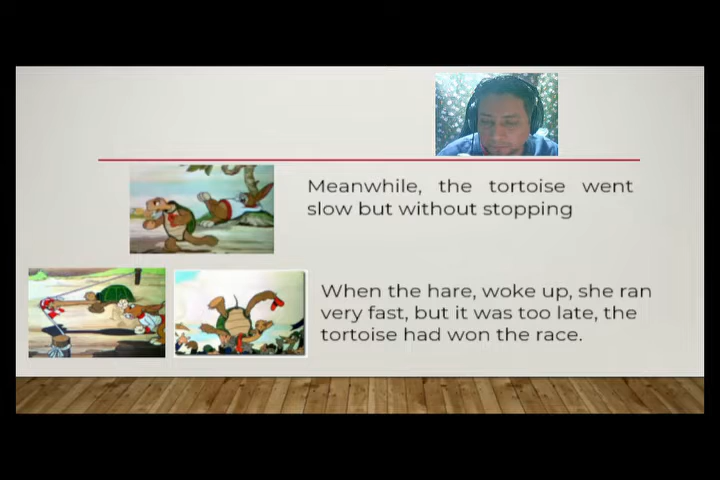 Meanwhile, the tortoise went
slow but without stopping
When the hare, woke up, she ran
very fast, but it was too late, the
tortoise had won the race.